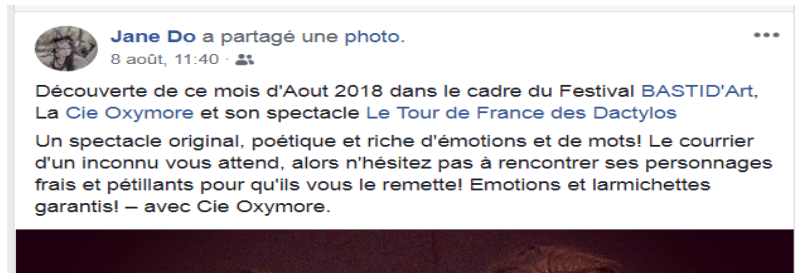 Jane Do a partagé une photo.
8 août, 11:40 ·
Découverte de ce mois d'Aout 2018 dans le cadre du Festival BASTID'Art,
La Cie Oxymore et son spectacle Le Tour de France des Dactylos
Un spectacle original, poétique et riche d'émotions et de mots! Le courrier
d'un inconnu vous attend, alors n'hésitez pas à rencontrer ses personnages
frais et pétillants pour qu'ils vous le remette! Emotions et larmichettes
garantis! – avec Cie Oxymore.